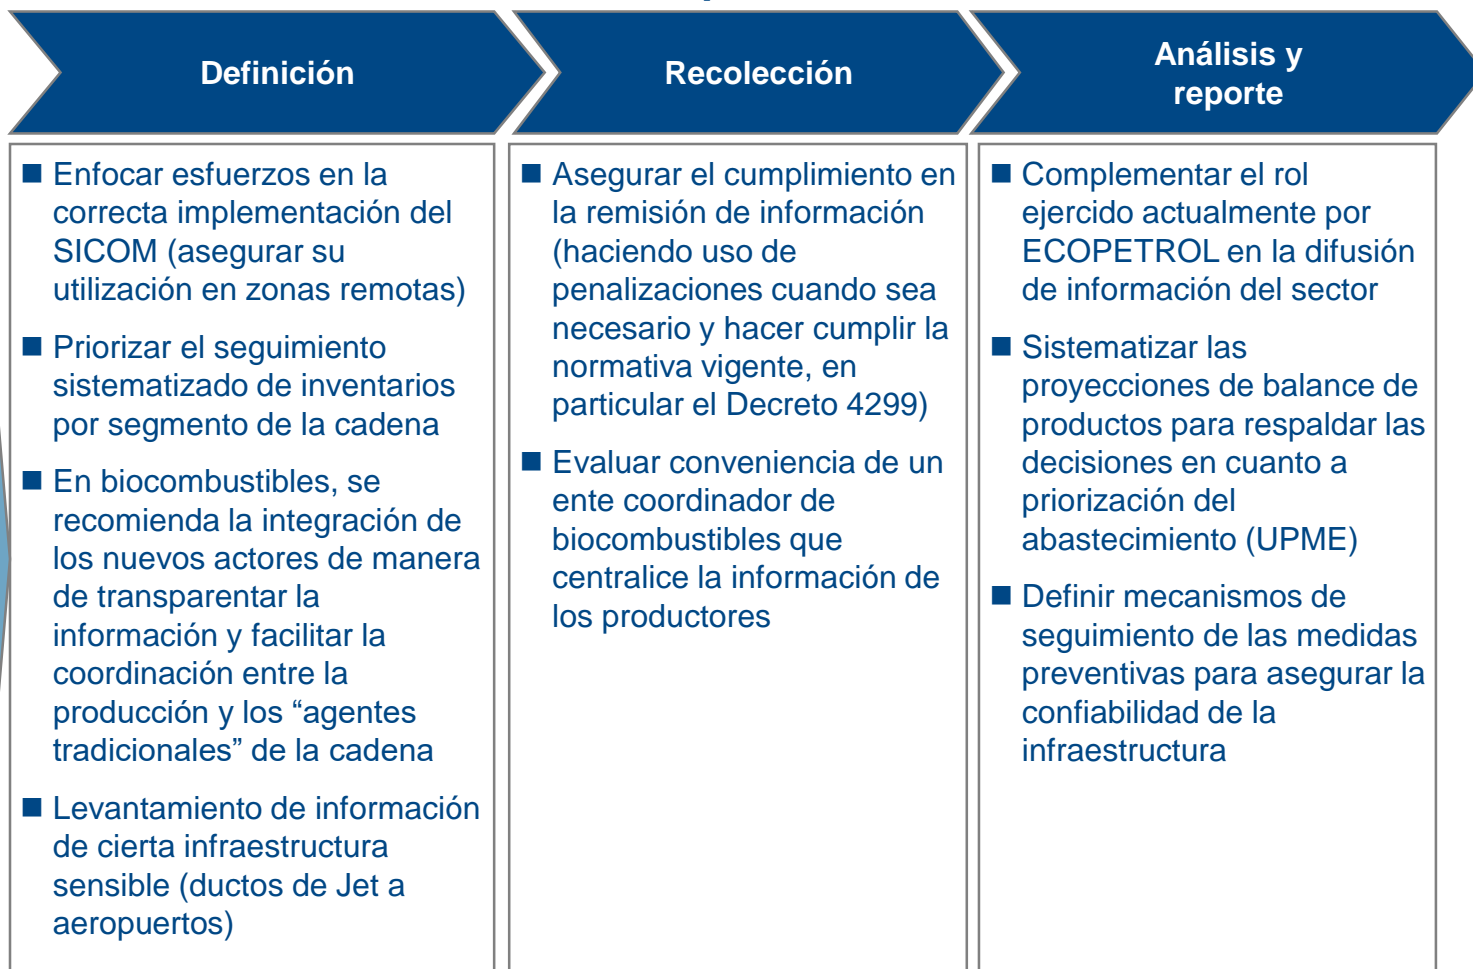 Definición
Enfocar esfuerzos en la
correcta implementación del
SICOM (asegurar su
utilización en zonas remotas)
Priorizar el seguimiento
sistematizado de inventarios
por segmento de la cadena
En biocombustibles, se
recomienda la integración de
los nuevos actores de manera
de transparentar la
información y facilitar la
coordinación entre la
producción y los “agentes
tradicionales” de la cadena
Levantamiento de información
de cierta infraestructura
sensible (ductos de Jet a
aeropuertos)
Recolección
Asegurar el cumplimiento en
la remisión de información
(haciendo uso de
penalizaciones cuando sea
necesario y hacer cumplir la
normativa vigente, en
particular el Decreto 4299)
Evaluar conveniencia de un
ente coordinador de
biocombustibles que
centralice la información de
los productores
Análisis y
reporte
Complementar el rol
ejercido actualmente por
ECOPETROL en la difusión
de información del sector
Sistematizar las
proyecciones de balance de
productos para respaldar las
decisiones en cuanto a
priorización del
abastecimiento (UPME)
Definir mecanismos de
seguimiento de las medidas
preventivas para asegurar la
confiabilidad de la
infraestructura